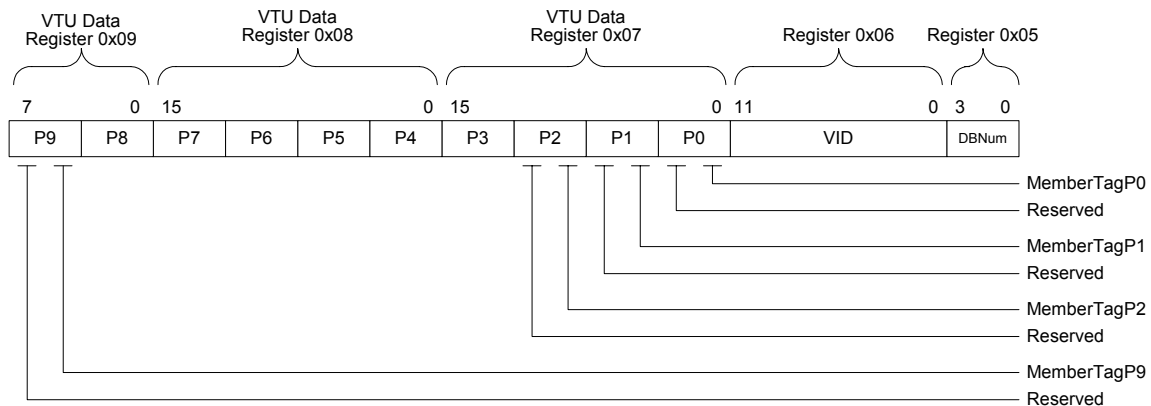 VTU Data
Register 0x09
VTU Data
Register 0x08
VTU Data
Register 0x07
Register 0x06
Register 0x05
7 0 15 0 15 0 11 0 3 0
P9 P8 P7 P6 P5 P4 P3 P2 P1 P0 VID DBNum
MemberTagP0
Reserved
MemberTagP1
Reserved
MemberTagP2
Reserved
MemberTagP9
Reserved